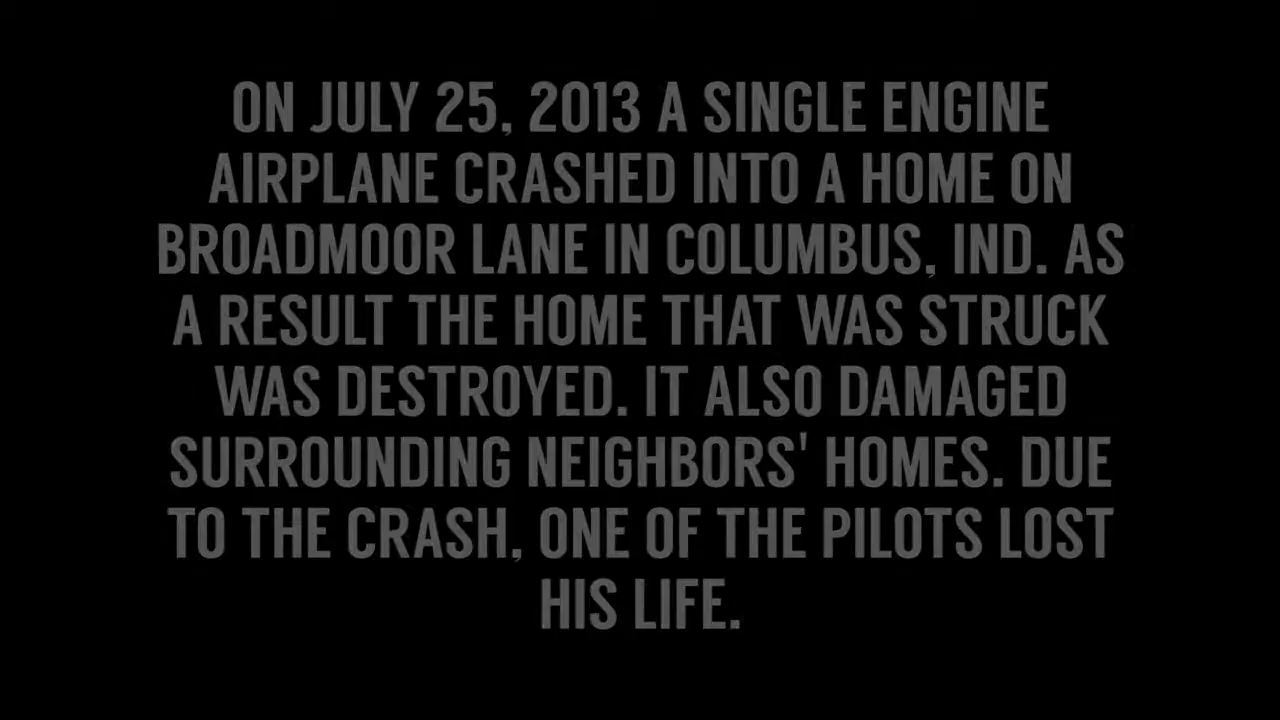 ON JULY 25, 2013 A SINGLE ENGINE
AIRPLANE CRASHED INTO A HOME ON
BROADMOOR LANE IN COLUMBUS, IND. AS
A RESULT THE HOME THAT WAS STRUCK
WAS DESTROYED. IT ALSO DAMAGED
SURROUNDING NEIGHBORS' HOMES. DUE
TO THE CRASH, ONE OF THE PILOTS LOST
HIS LIFE.